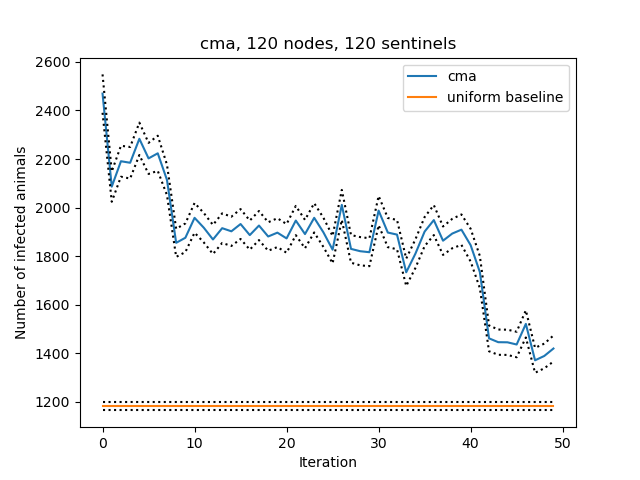 cma, 120 nodes, 120 sentinels
cma
uniform baseline
Number of infected animals
2600
2400
2200
2000
1800
1600
1400
1200
0 10 20 30 40 50
Iteration